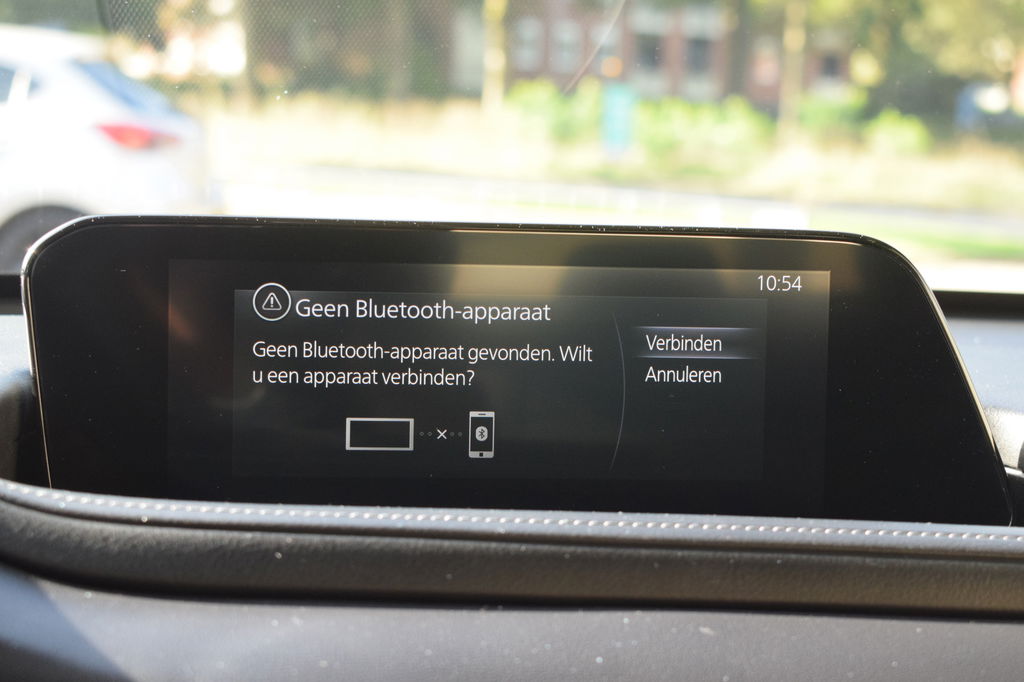 10:54
Geen Bluetooth-apparaat
Geen Bluetooth-apparaat gevonden. Wilt
u een apparaat verbinden?
Verbinden
Annuleren